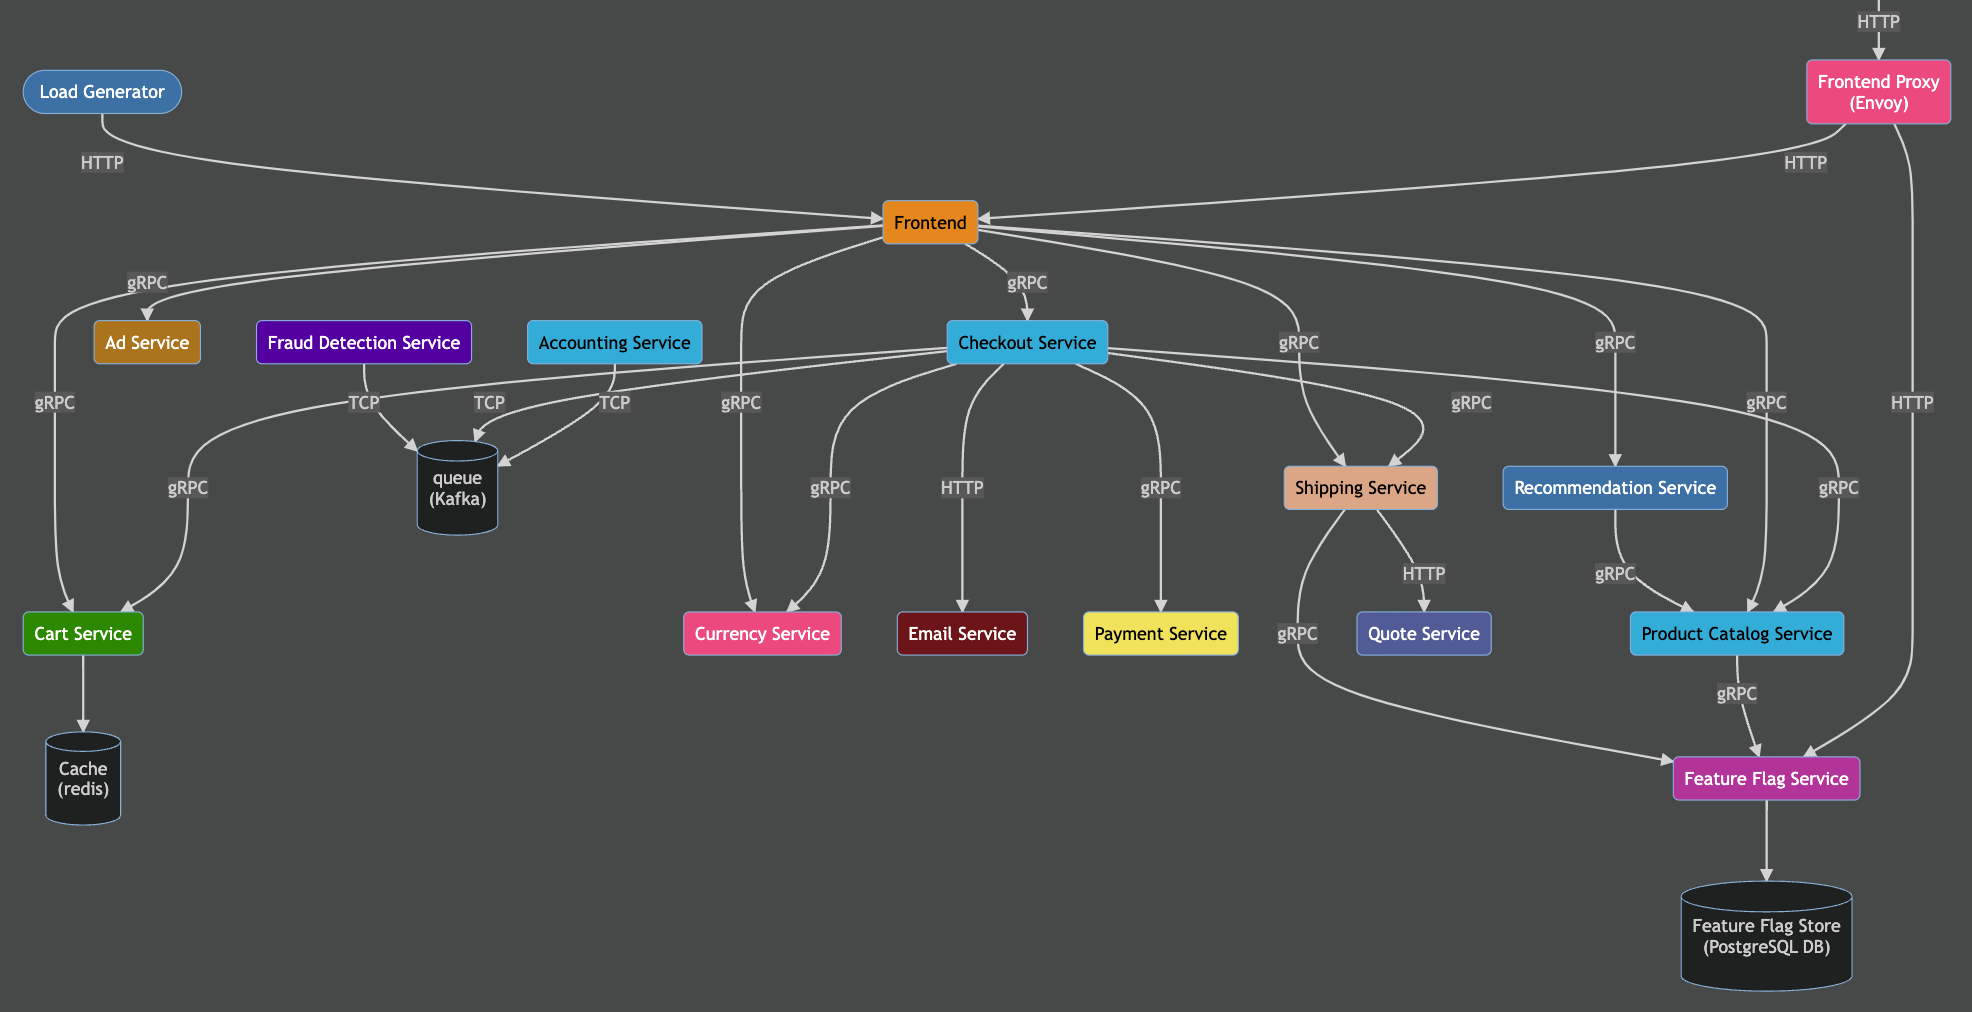 HTTP
Load Generator
Frontend Proxy
(Envoy)
HTTP
HTTP
Frontend
gRPC
gRPC
Ad Service
Fraud Detection Service
Accounting Service
Checkout Service
gRPC
gRPC
gRPC
TCP
TCP
TCP
gRPC
gRPC
gRPC
HTTP
queue
(Kafka)
gRPC
gRPC
HTTP
gRPC
Shipping Service
Recommendation Service
gRPC
HTTP
gRPC
Cart Service
Currency Service
Email Service
Payment Service
gRPC
Quote Service
Product Catalog Service
gRPC
Cache
(redis)
Feature Flag Service
Feature Flag Store
(PostgreSQL DB)